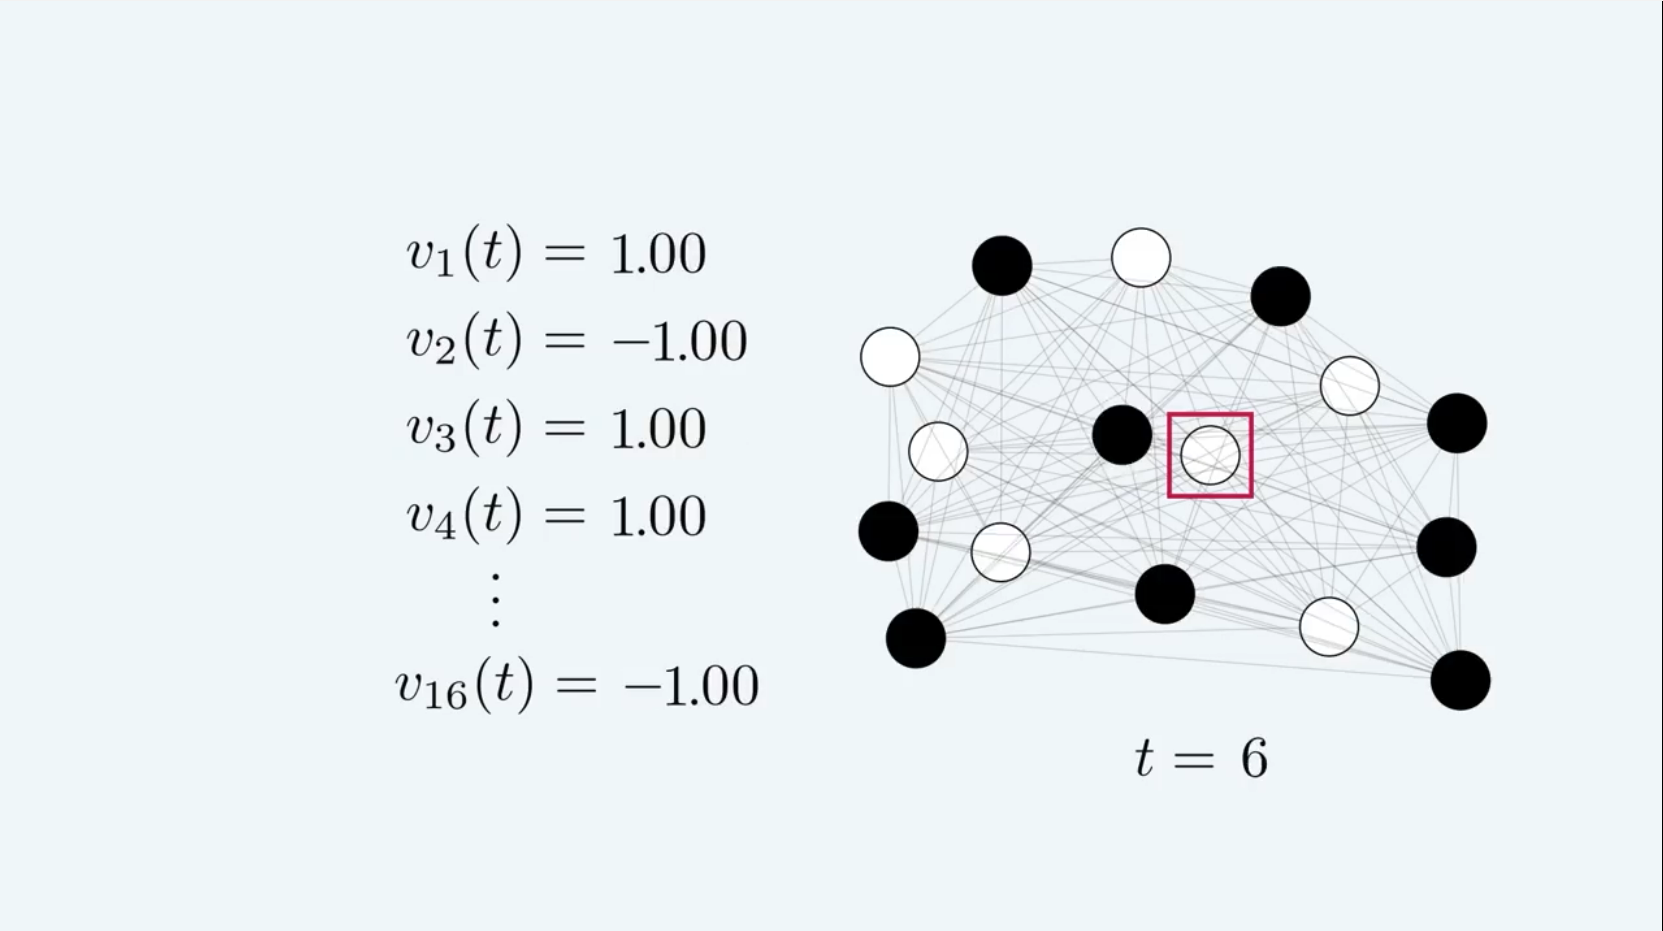 v₁(t) = 1.00
v₂(t) = −1.00
v₃(t) = 1.00
v₄(t) = 1.00
⋮
v₁₆(t) = −1.00
t = 6